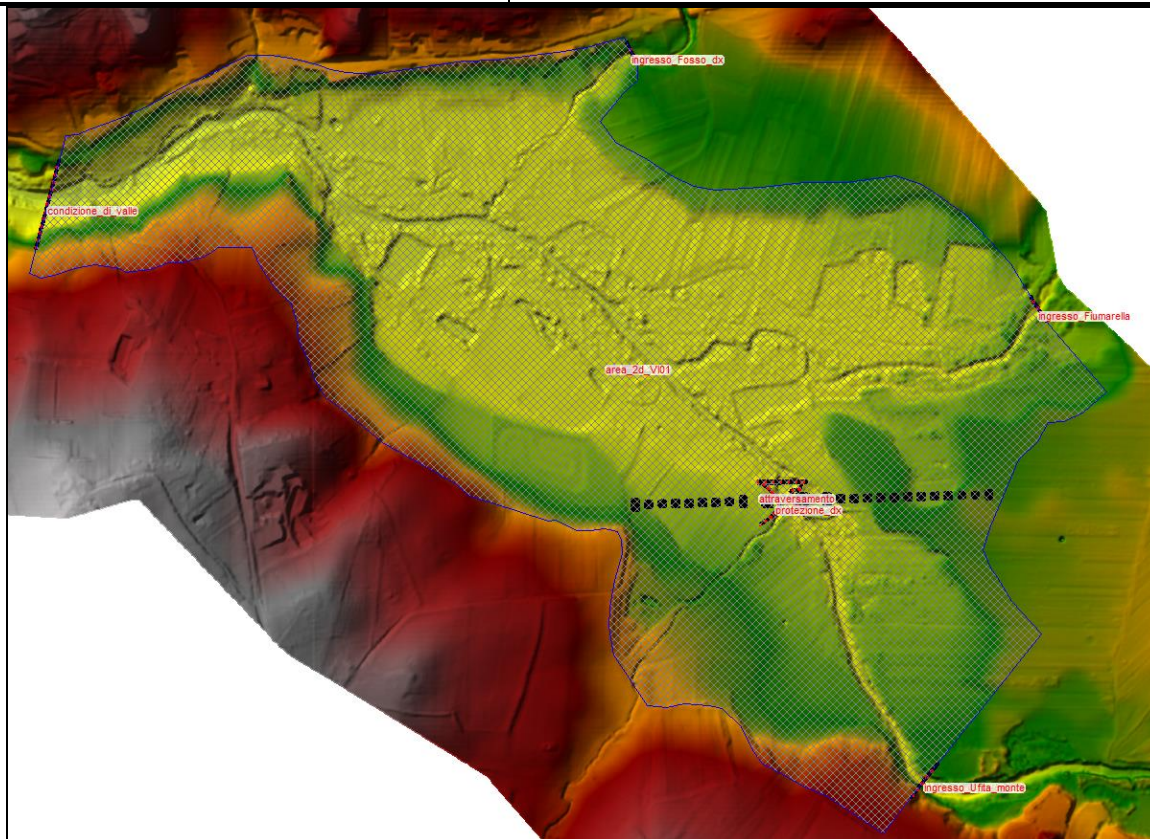 ingresso_Fosso_dx
condizione_di_valle
ingresso_Fiumarella
area_2d_VI01
attraversamento
protezione_dx
ingresso_Ufita_monte